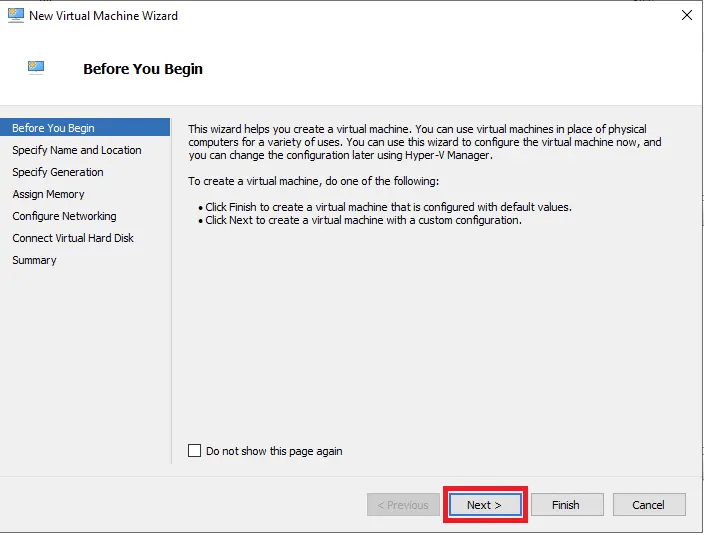 New Virtual Machine Wizard
Before You Begin
Before You Begin
Specify Name and Location
Specify Generation
Assign Memory
Configure Networking
Connect Virtual Hard Disk
Summary
This wizard helps you create a virtual machine. You can use virtual machines in place of physical
computers for a variety of uses. You can use this wizard to configure the virtual machine now, and
you can change the configuration later using Hyper-V Manager.
To create a virtual machine, do one of the following:
• Click Finish to create a virtual machine that is configured with default values.
• Click Next to create a virtual machine with a custom configuration.
Do not show this page again
< Previous
Next >
Finish
Cancel